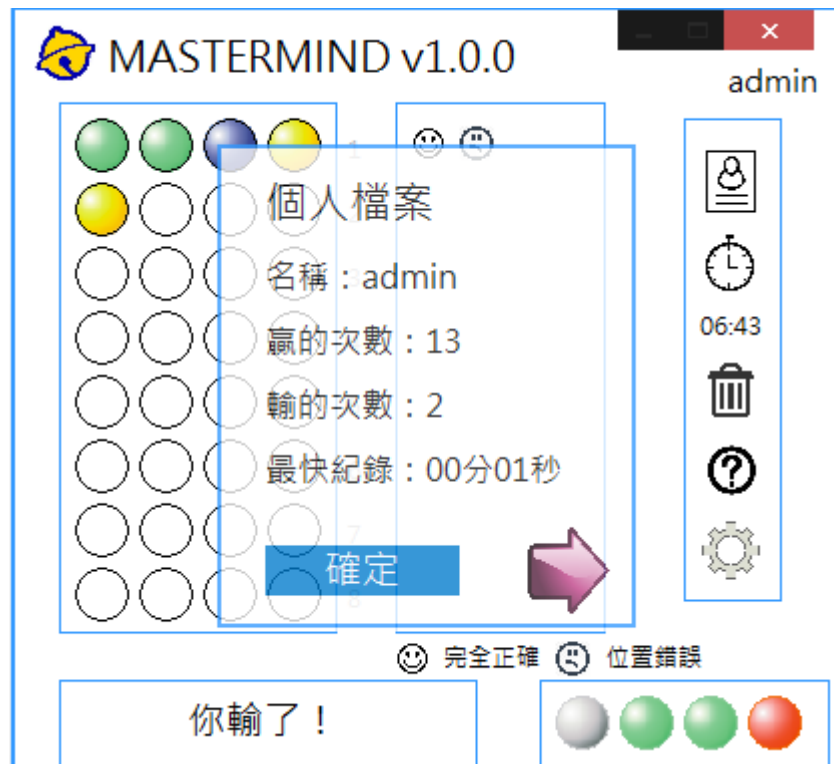 MASTERMIND v1.0.0
admin
1
個人檔案
名稱：admin
贏的次數：13
輸的次數：2
最快紀錄：00分01秒
確定
06:43
7
8
完全正確 位置錯誤
你輸了！